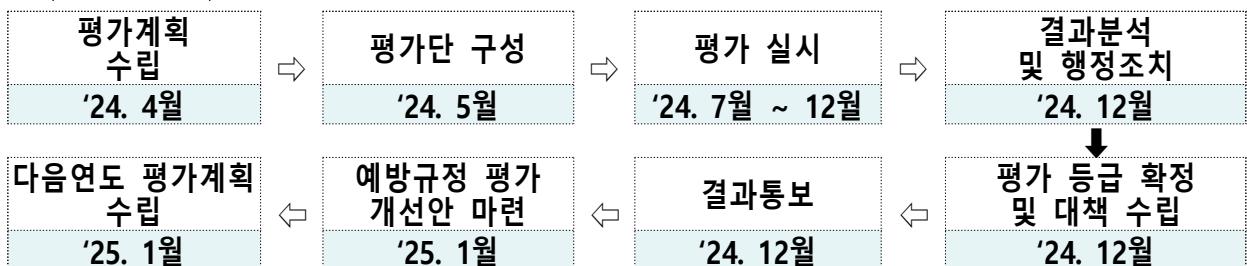 평가계획
수립
‘24. 4월
평가단 구성
‘24. 5월
평가 실시
‘24. 7월 ~ 12월
결과분석
및 행정조치
‘24. 12월
평가 등급 확정
및 대책 수립
‘24. 12월
결과통보
‘24. 12월
예방규정 평가
개선안 마련
‘25. 1월
다음연도 평가계획
수립
‘25. 1월